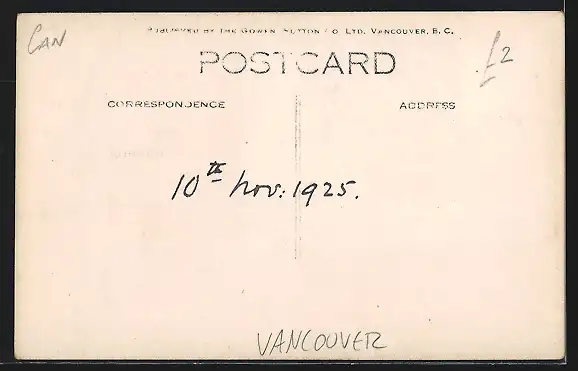 PUBLISHED BY THE GOWEN SUTTON CO. LTD. VANCOUVER, B. C.
CAN
£2
POSTCARD
CORRESPONDENCE
ADDRESS
10th Nov: 1925.
VANCOUVER